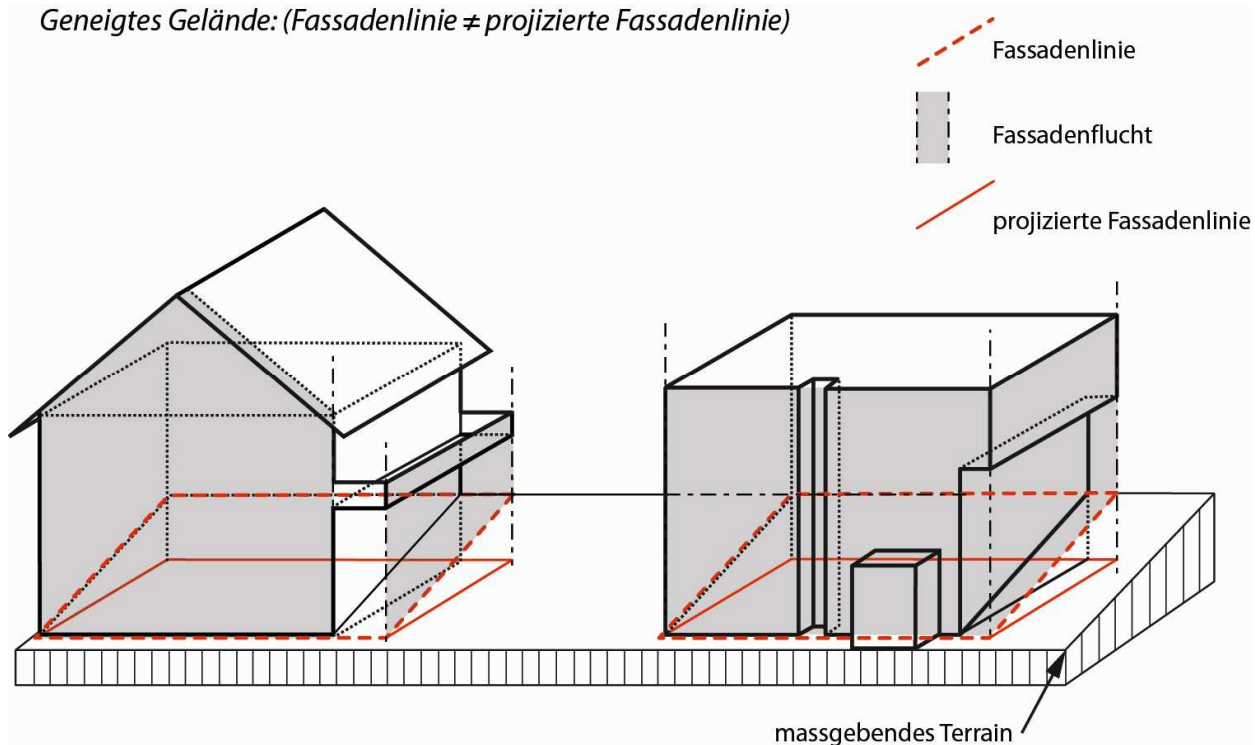 Geneigtes Gelände: (Fassadenlinie ≠ projizierte Fassadenlinie)
Fassadenlinie
Fassadenflucht
projizierte Fassadenlinie
massgebendes Terrain